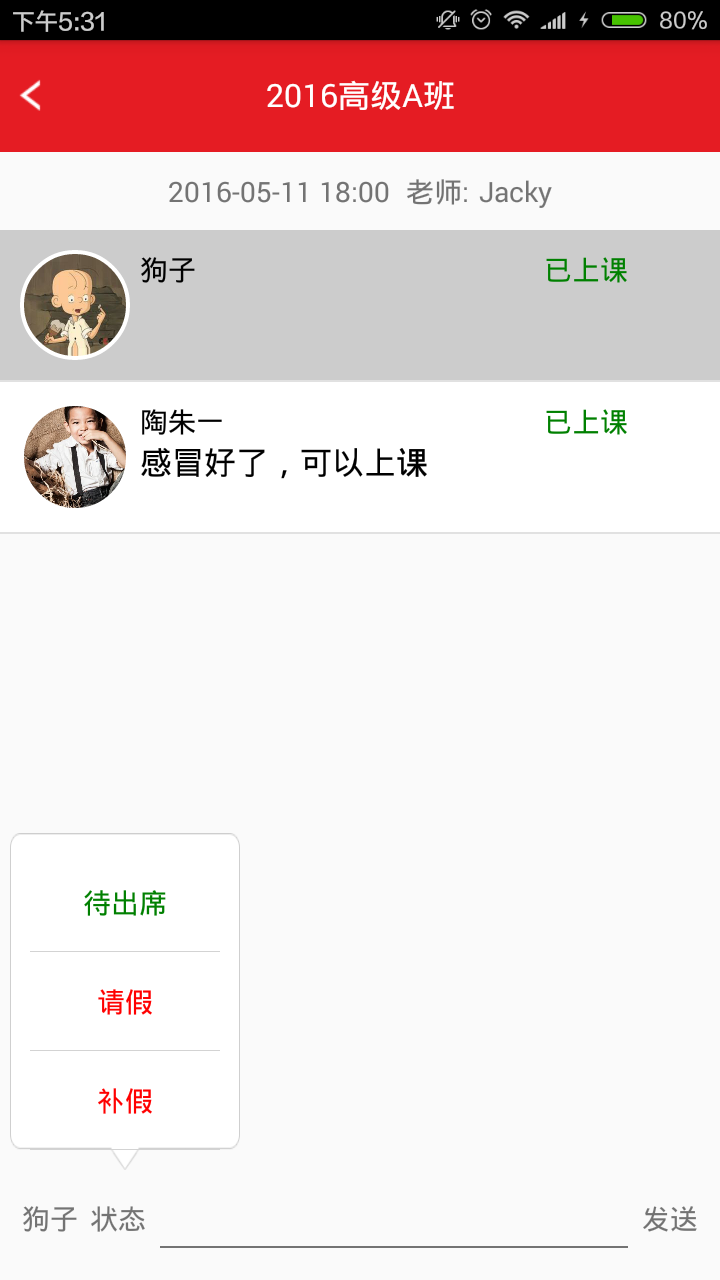 下午5:31 80%
2016高级A班
2016-05-11 18:00 老师: Jacky
狗子 已上课
陶朱一 已上课
感冒好了，可以上课
待出席
请假
补假
狗子 状态 发送